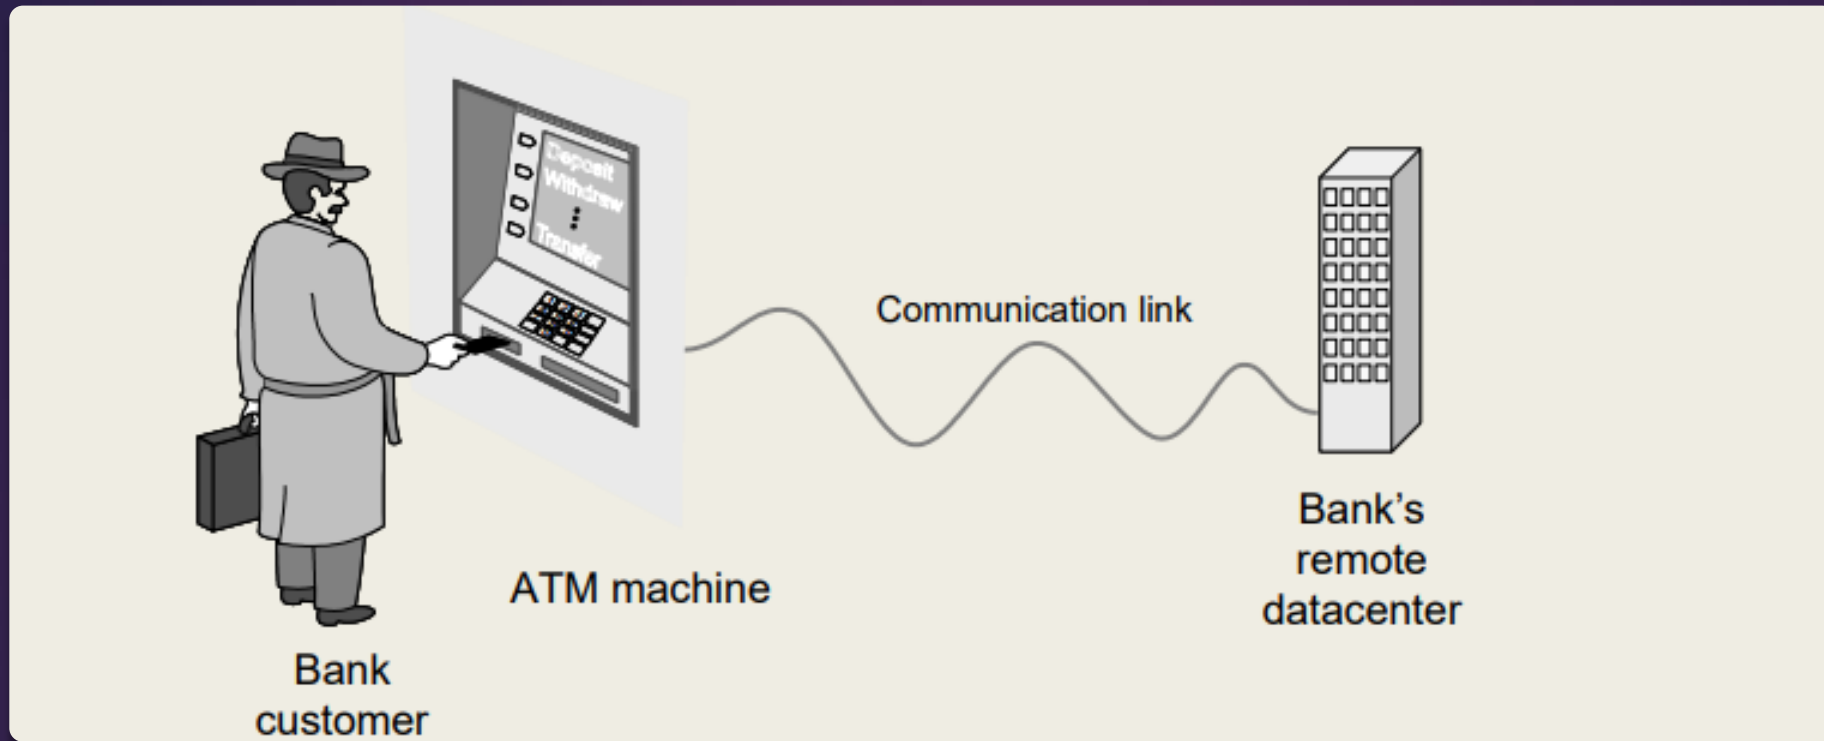 Deposit
Withdraw
Transfer
Communication link
ATM machine
Bank's
remote
datacenter
Bank
customer